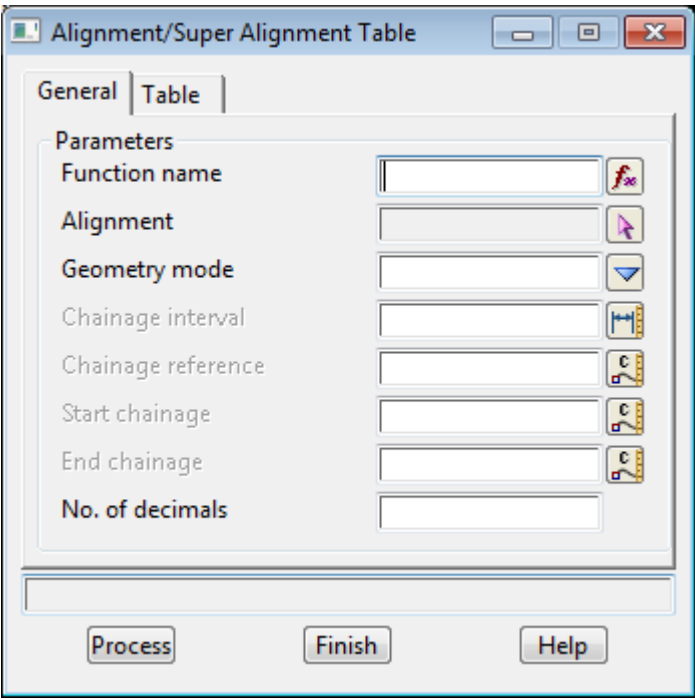 Alignment/Super Alignment Table
General Table
Parameters
Function name
Alignment
Geometry mode
Chainage interval
Chainage reference
Start chainage
End chainage
No. of decimals
Process Finish Help